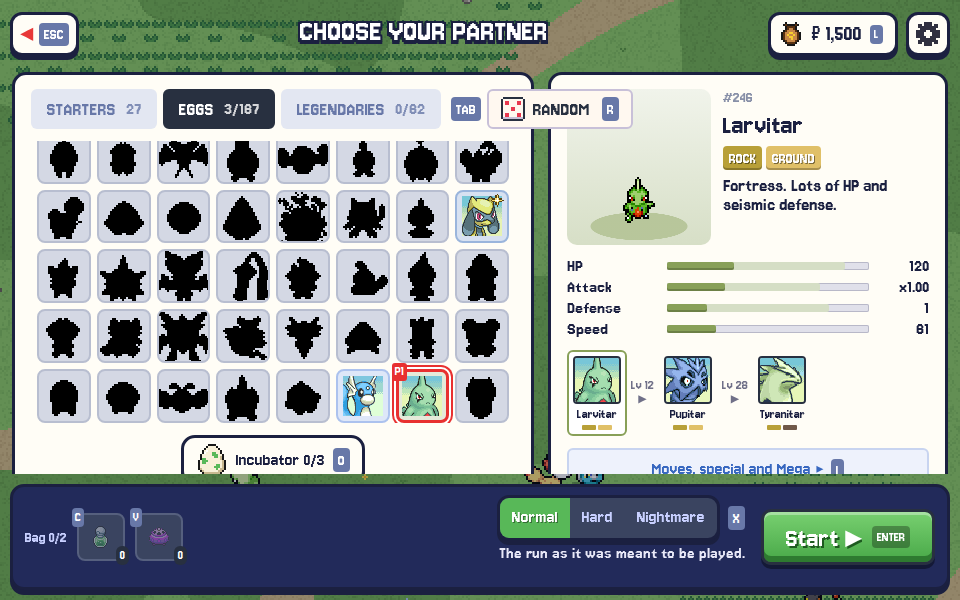 ESC
CHOOSE YOUR PARTNER
₽ 1,500 L
STARTERS 27
EGGS 3/187
LEGENDARIES 0/62
TAB
RANDOM R
P1
Incubator 0/3 O
#246
Larvitar
ROCK GROUND
Fortress. Lots of HP and
seismic defense.
HP 120
Attack x1.00
Defense 1
Speed 61
Lv 12
Lv 28
Larvitar
Pupitar
Tyranitar
Moves, special and Mega ▸ I
Bag 0/2
C 0
V 0
Normal Hard Nightmare X
The run as it was meant to be played.
Start ▶ ENTER